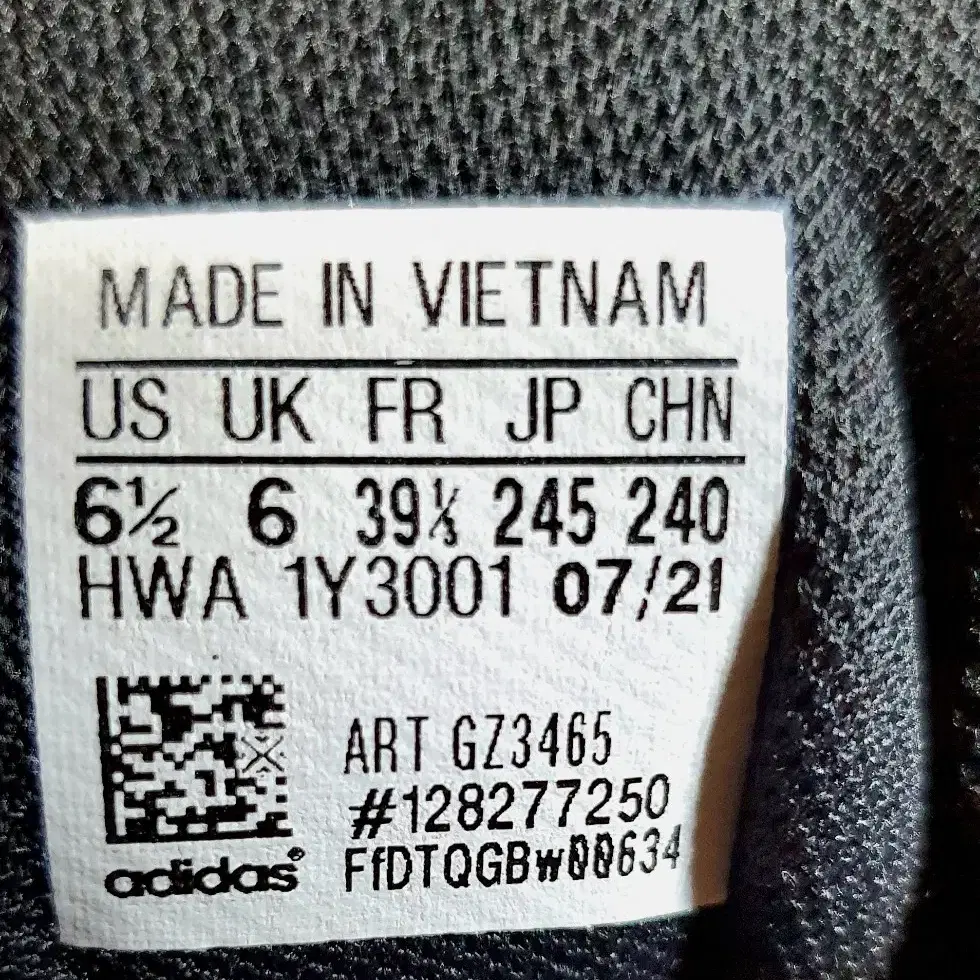 MADE IN VIETNAM
US UK FR JP CHN
6½ 6 39⅓ 245 240
HWA 1Y3001 07/21
ART GZ3465
#128277250
FfDTQGBw00634
adidas®